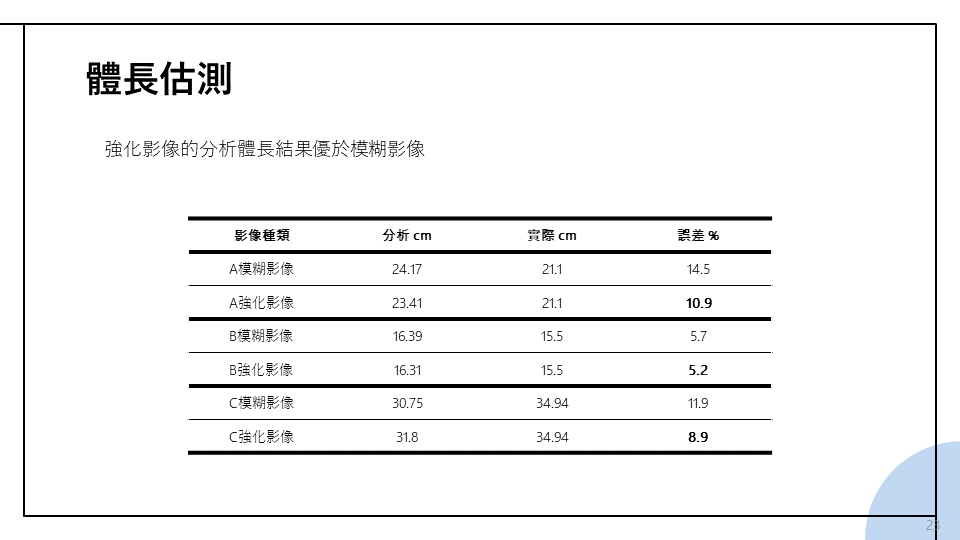 體長估測
強化影像的分析體長結果優於模糊影像
影像種類 分析 cm 實際 cm 誤差 %
A模糊影像 24.17 21.1 14.5
A強化影像 23.41 21.1 10.9
B模糊影像 16.39 15.5 5.7
B強化影像 16.31 15.5 5.2
C模糊影像 30.75 34.94 11.9
C強化影像 31.8 34.94 8.9
23